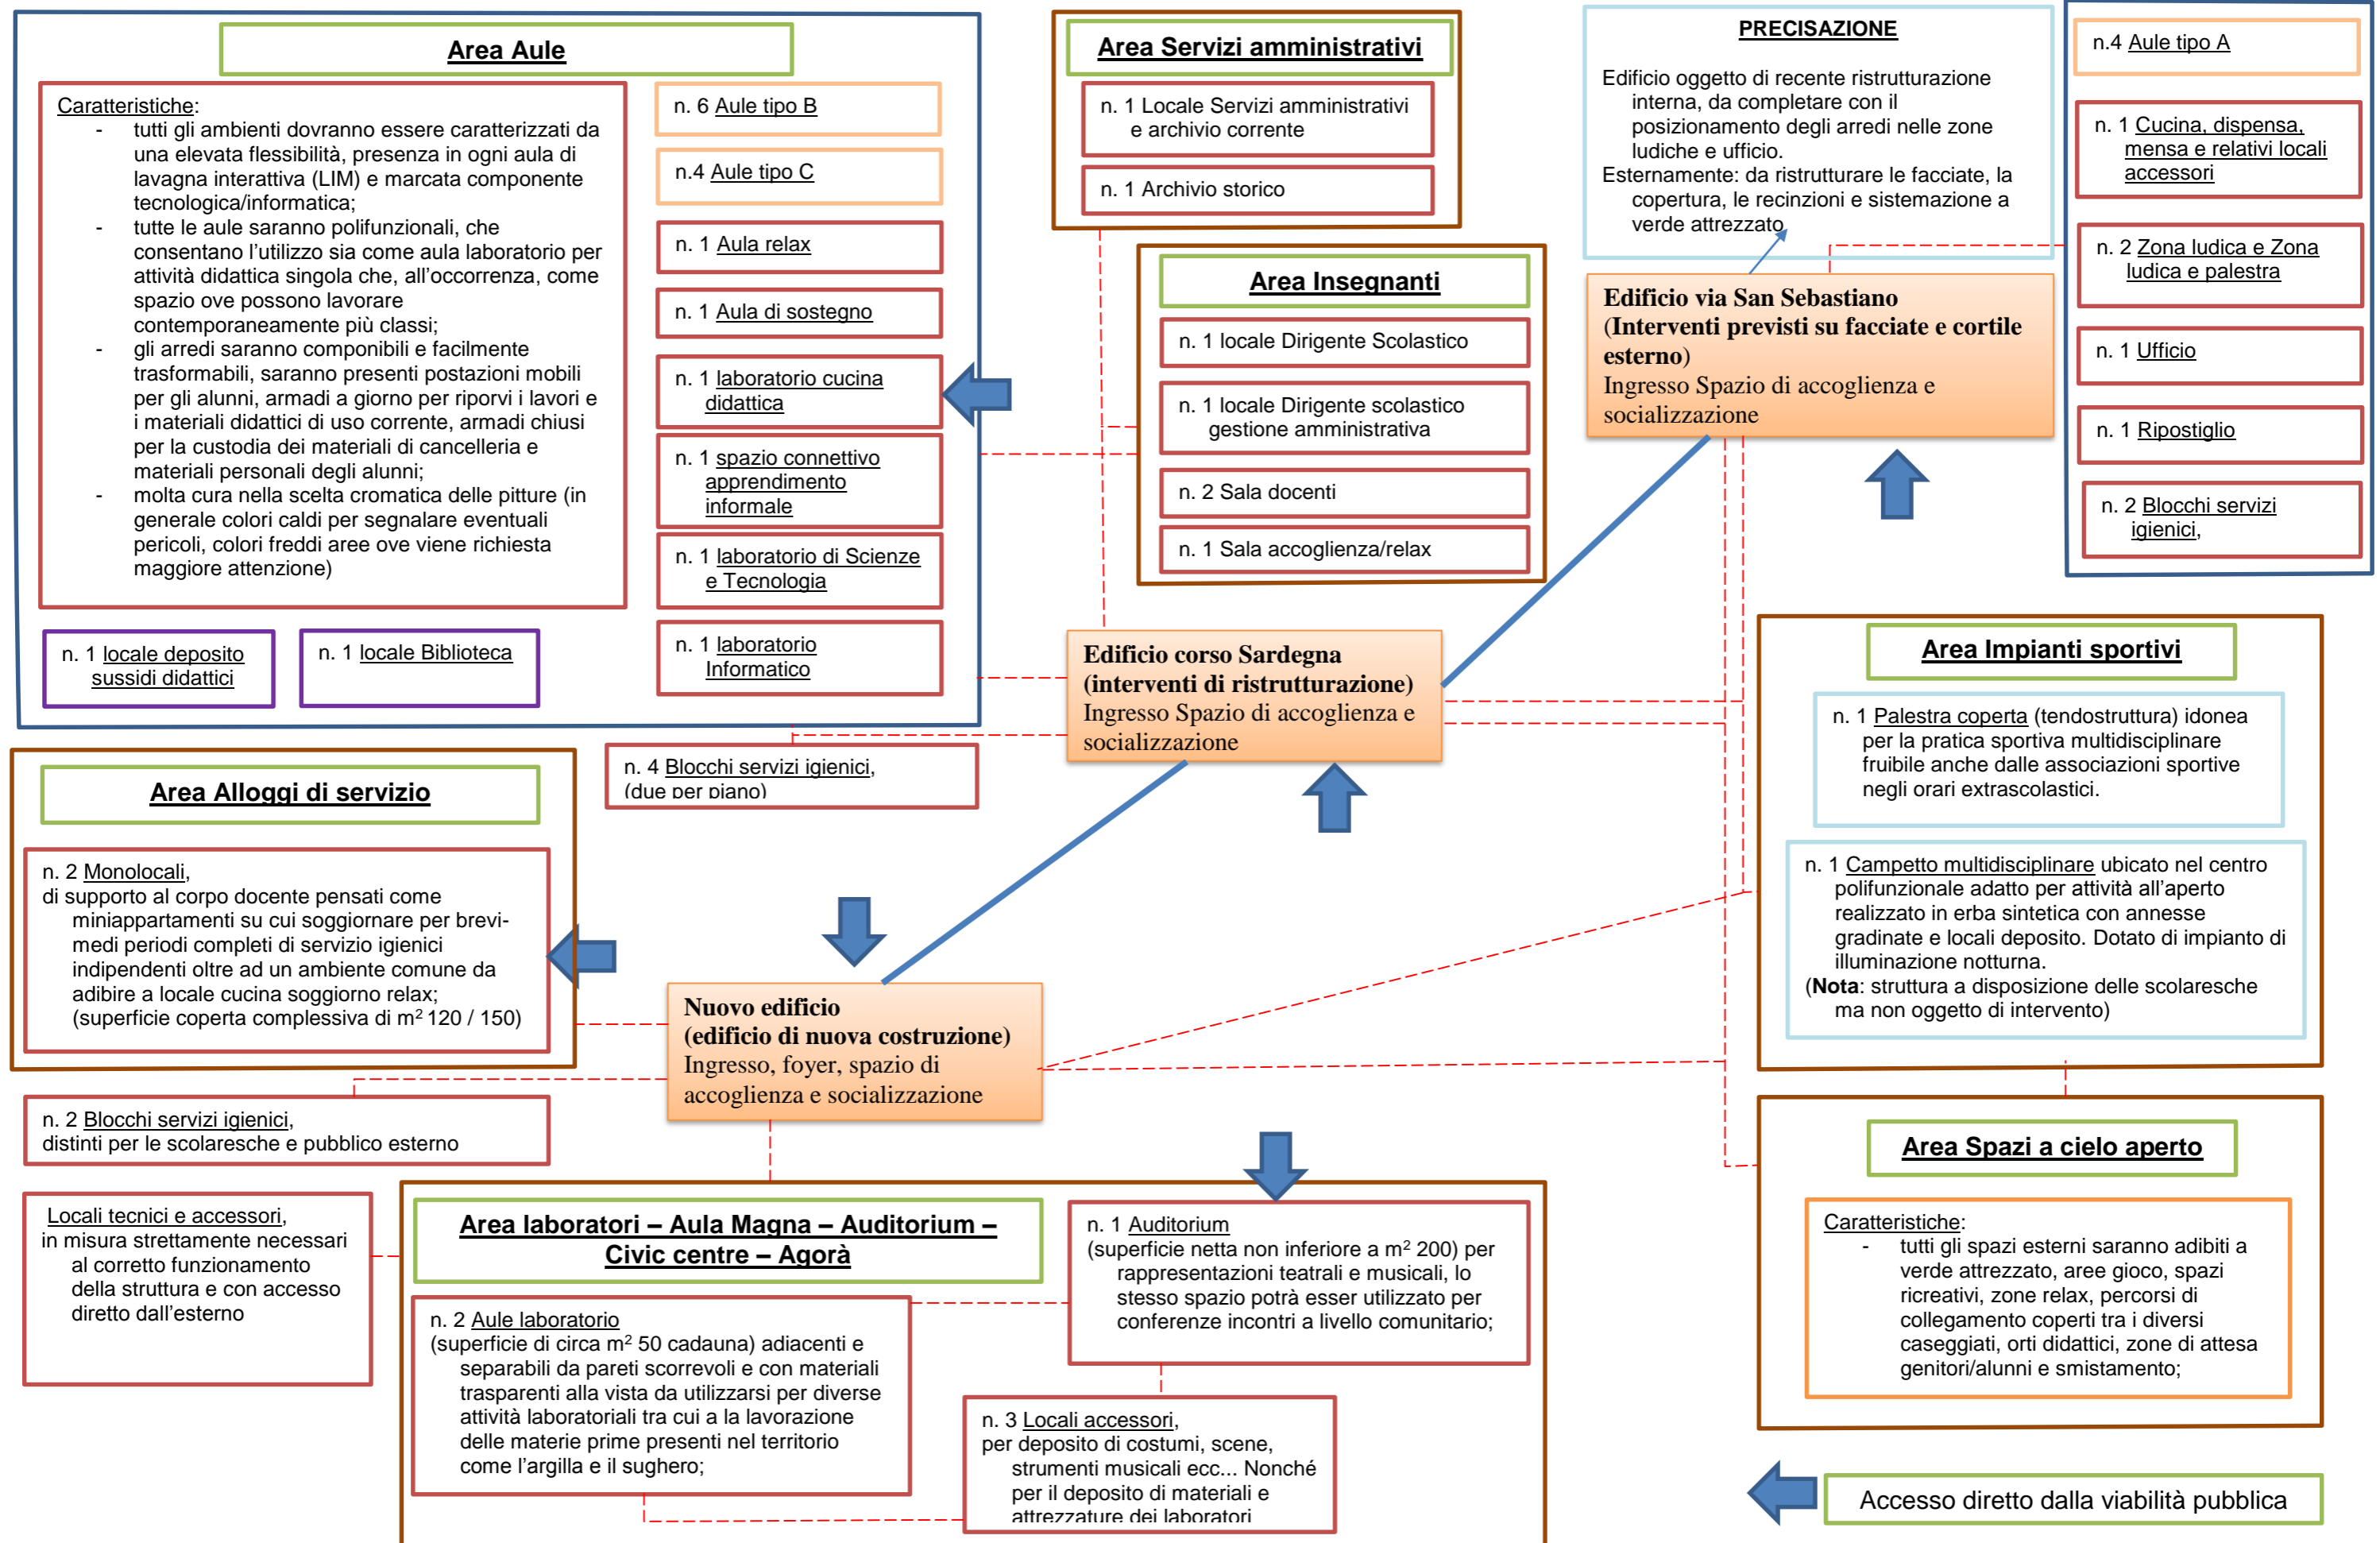 Area Aule
Caratteristiche:
- tutti gli ambienti dovranno essere caratterizzati da
una elevata flessibilità, presenza in ogni aula di
lavagna interattiva (LIM) e marcata componente
tecnologica/informatica;
- tutte le aule saranno polifunzionali, che
consentano l'utilizzo sia come aula laboratorio per
attività didattica singola che, all'occorrenza, come
spazio ove possono lavorare
contemporaneamente più classi;
- gli arredi saranno componibili e facilmente
trasformabili, saranno presenti postazioni mobili
per gli alunni, armadi a giorno per riporvi i lavori e
i materiali didattici di uso corrente, armadi chiusi
per la custodia dei materiali di cancelleria e
materiali personali degli alunni;
- molta cura nella scelta cromatica delle pitture (in
generale colori caldi per segnalare eventuali
pericoli, colori freddi aree ove viene richiesta
maggiore attenzione)
n. 6 Aule tipo B
n.4 Aule tipo C
n. 1 Aula relax
n. 1 Aula di sostegno
n. 1 laboratorio cucina
didattica
n. 1 spazio connettivo
apprendimento
informale
n. 1 laboratorio di Scienze
e Tecnologia
n. 1 laboratorio
Informatico
n. 1 locale deposito
sussidi didattici
n. 1 locale Biblioteca
n. 4 Blocchi servizi igienici,
(due per piano)
Area Servizi amministrativi
n. 1 Locale Servizi amministrativi
e archivio corrente
n. 1 Archivio storico
Area Insegnanti
n. 1 locale Dirigente Scolastico
n. 1 locale Dirigente scolastico
gestione amministrativa
n. 2 Sala docenti
n. 1 Sala accoglienza/relax
PRECISAZIONE
Edificio oggetto di recente ristrutturazione
interna, da completare con il
posizionamento degli arredi nelle zone
ludiche e ufficio.
Esternamente: da ristrutturare le facciate, la
copertura, le recinzioni e sistemazione a
verde attrezzato
Edificio via San Sebastiano
(Interventi previsti su facciate e cortile
esterno)
Ingresso Spazio di accoglienza e
socializzazione
n.4 Aule tipo A
n. 1 Cucina, dispensa,
mensa e relativi locali
accessori
n. 2 Zona ludica e Zona
ludica e palestra
n. 1 Ufficio
n. 1 Ripostiglio
n. 2 Blocchi servizi
igienici,
Edificio corso Sardegna
(interventi di ristrutturazione)
Ingresso Spazio di accoglienza e
socializzazione
Area Impianti sportivi
n. 1 Palestra coperta (tendostruttura) idonea
per la pratica sportiva multidisciplinare
fruibile anche dalle associazioni sportive
negli orari extrascolastici.
n. 1 Campetto multidisciplinare ubicato nel centro
polifunzionale adatto per attività all'aperto
realizzato in erba sintetica con annesse
gradinate e locali deposito. Dotato di impianto di
illuminazione notturna.
(Nota: struttura a disposizione delle scolaresche
ma non oggetto di intervento)
Area Alloggi di servizio
n. 2 Monolocali,
di supporto al corpo docente pensati come
miniappartamenti su cui soggiornare per brevi-
medi periodi completi di servizio igienici
indipendenti oltre ad un ambiente comune da
adibire a locale cucina soggiorno relax;
(superficie coperta complessiva di m² 120 / 150)
Nuovo edificio
(edificio di nuova costruzione)
Ingresso, foyer, spazio di
accoglienza e socializzazione
n. 2 Blocchi servizi igienici,
distinti per le scolaresche e pubblico esterno
Locali tecnici e accessori,
in misura strettamente necessari
al corretto funzionamento
della struttura e con accesso
diretto dall'esterno
Area laboratori – Aula Magna – Auditorium –
Civic centre – Agorà
n. 2 Aule laboratorio
(superficie di circa m² 50 cadauna) adiacenti e
separabili da pareti scorrevoli e con materiali
trasparenti alla vista da utilizzarsi per diverse
attività laboratoriali tra cui a la lavorazione
delle materie prime presenti nel territorio
come l'argilla e il sughero;
n. 1 Auditorium
(superficie netta non inferiore a m² 200) per
rappresentazioni teatrali e musicali, lo
stesso spazio potrà esser utilizzato per
conferenze incontri a livello comunitario;
n. 3 Locali accessori,
per deposito di costumi, scene,
strumenti musicali ecc... Nonché
per il deposito di materiali e
attrezzature dei laboratori
Area Spazi a cielo aperto
Caratteristiche:
- tutti gli spazi esterni saranno adibiti a
verde attrezzato, aree gioco, spazi
ricreativi, zone relax, percorsi di
collegamento coperti tra i diversi
caseggiati, orti didattici, zone di attesa
genitori/alunni e smistamento;
Accesso diretto dalla viabilità pubblica